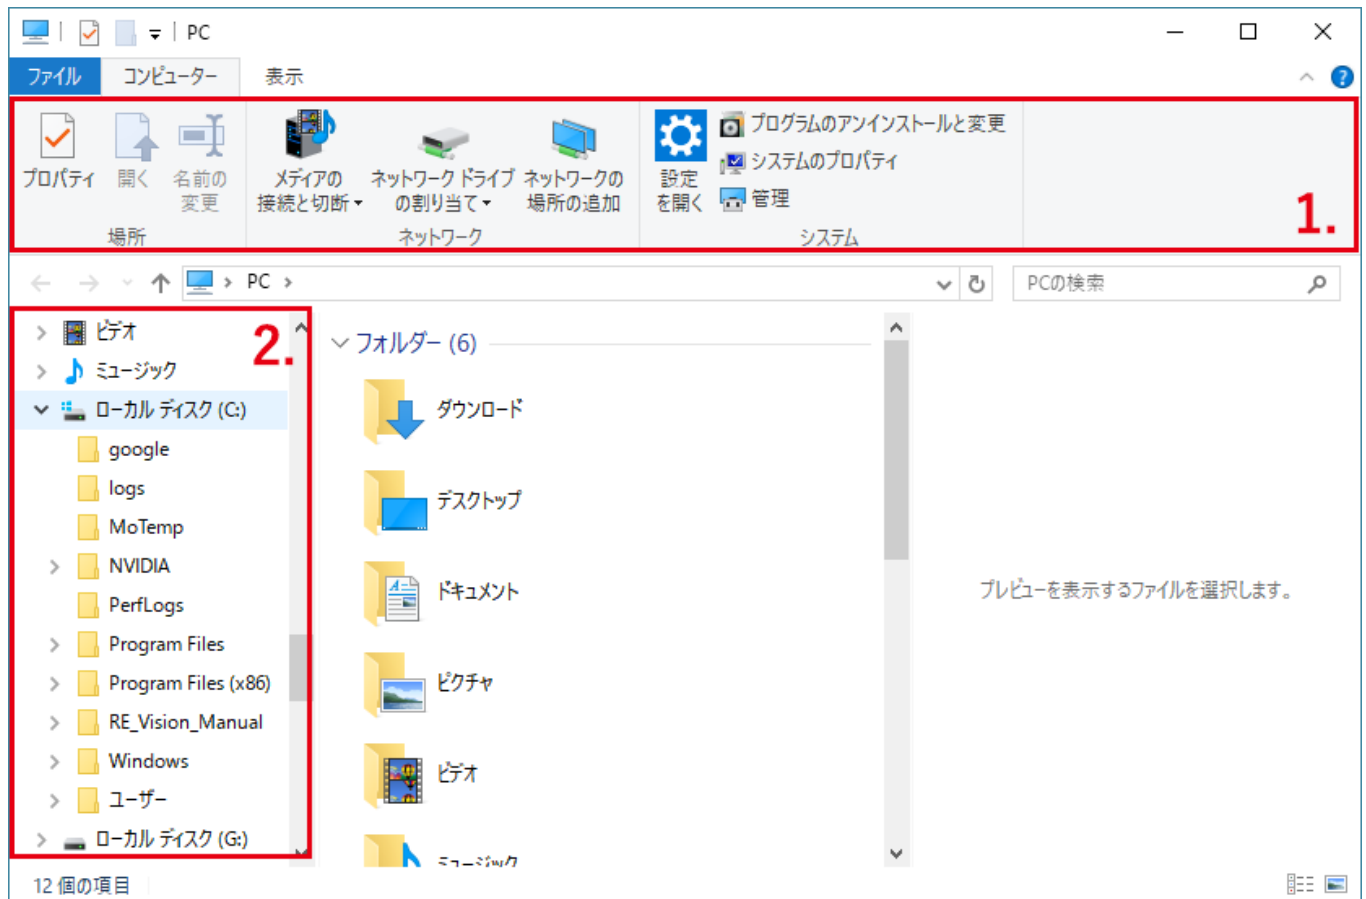 PC
ファイル コンピューター 表示
プロパティ 開く 名前の変更 メディアの接続と切断 ネットワーク ドライブの割り当て ネットワークの場所の追加 設定を開く プログラムのアンインストールと変更
システムのプロパティ
管理
場所 ネットワーク システム
1.
PC PCの検索
2.
ビデオ
ミュージック
ローカル ディスク (C:)
google
logs
MoTemp
NVIDIA
PerfLogs
Program Files
Program Files (x86)
RE_Vision_Manual
Windows
ユーザー
ローカル ディスク (G:)
フォルダー (6)
ダウンロード
デスクトップ
ドキュメント
ピクチャ
ビデオ
ミュージック
プレビューを表示するファイルを選択します。
12 個の項目